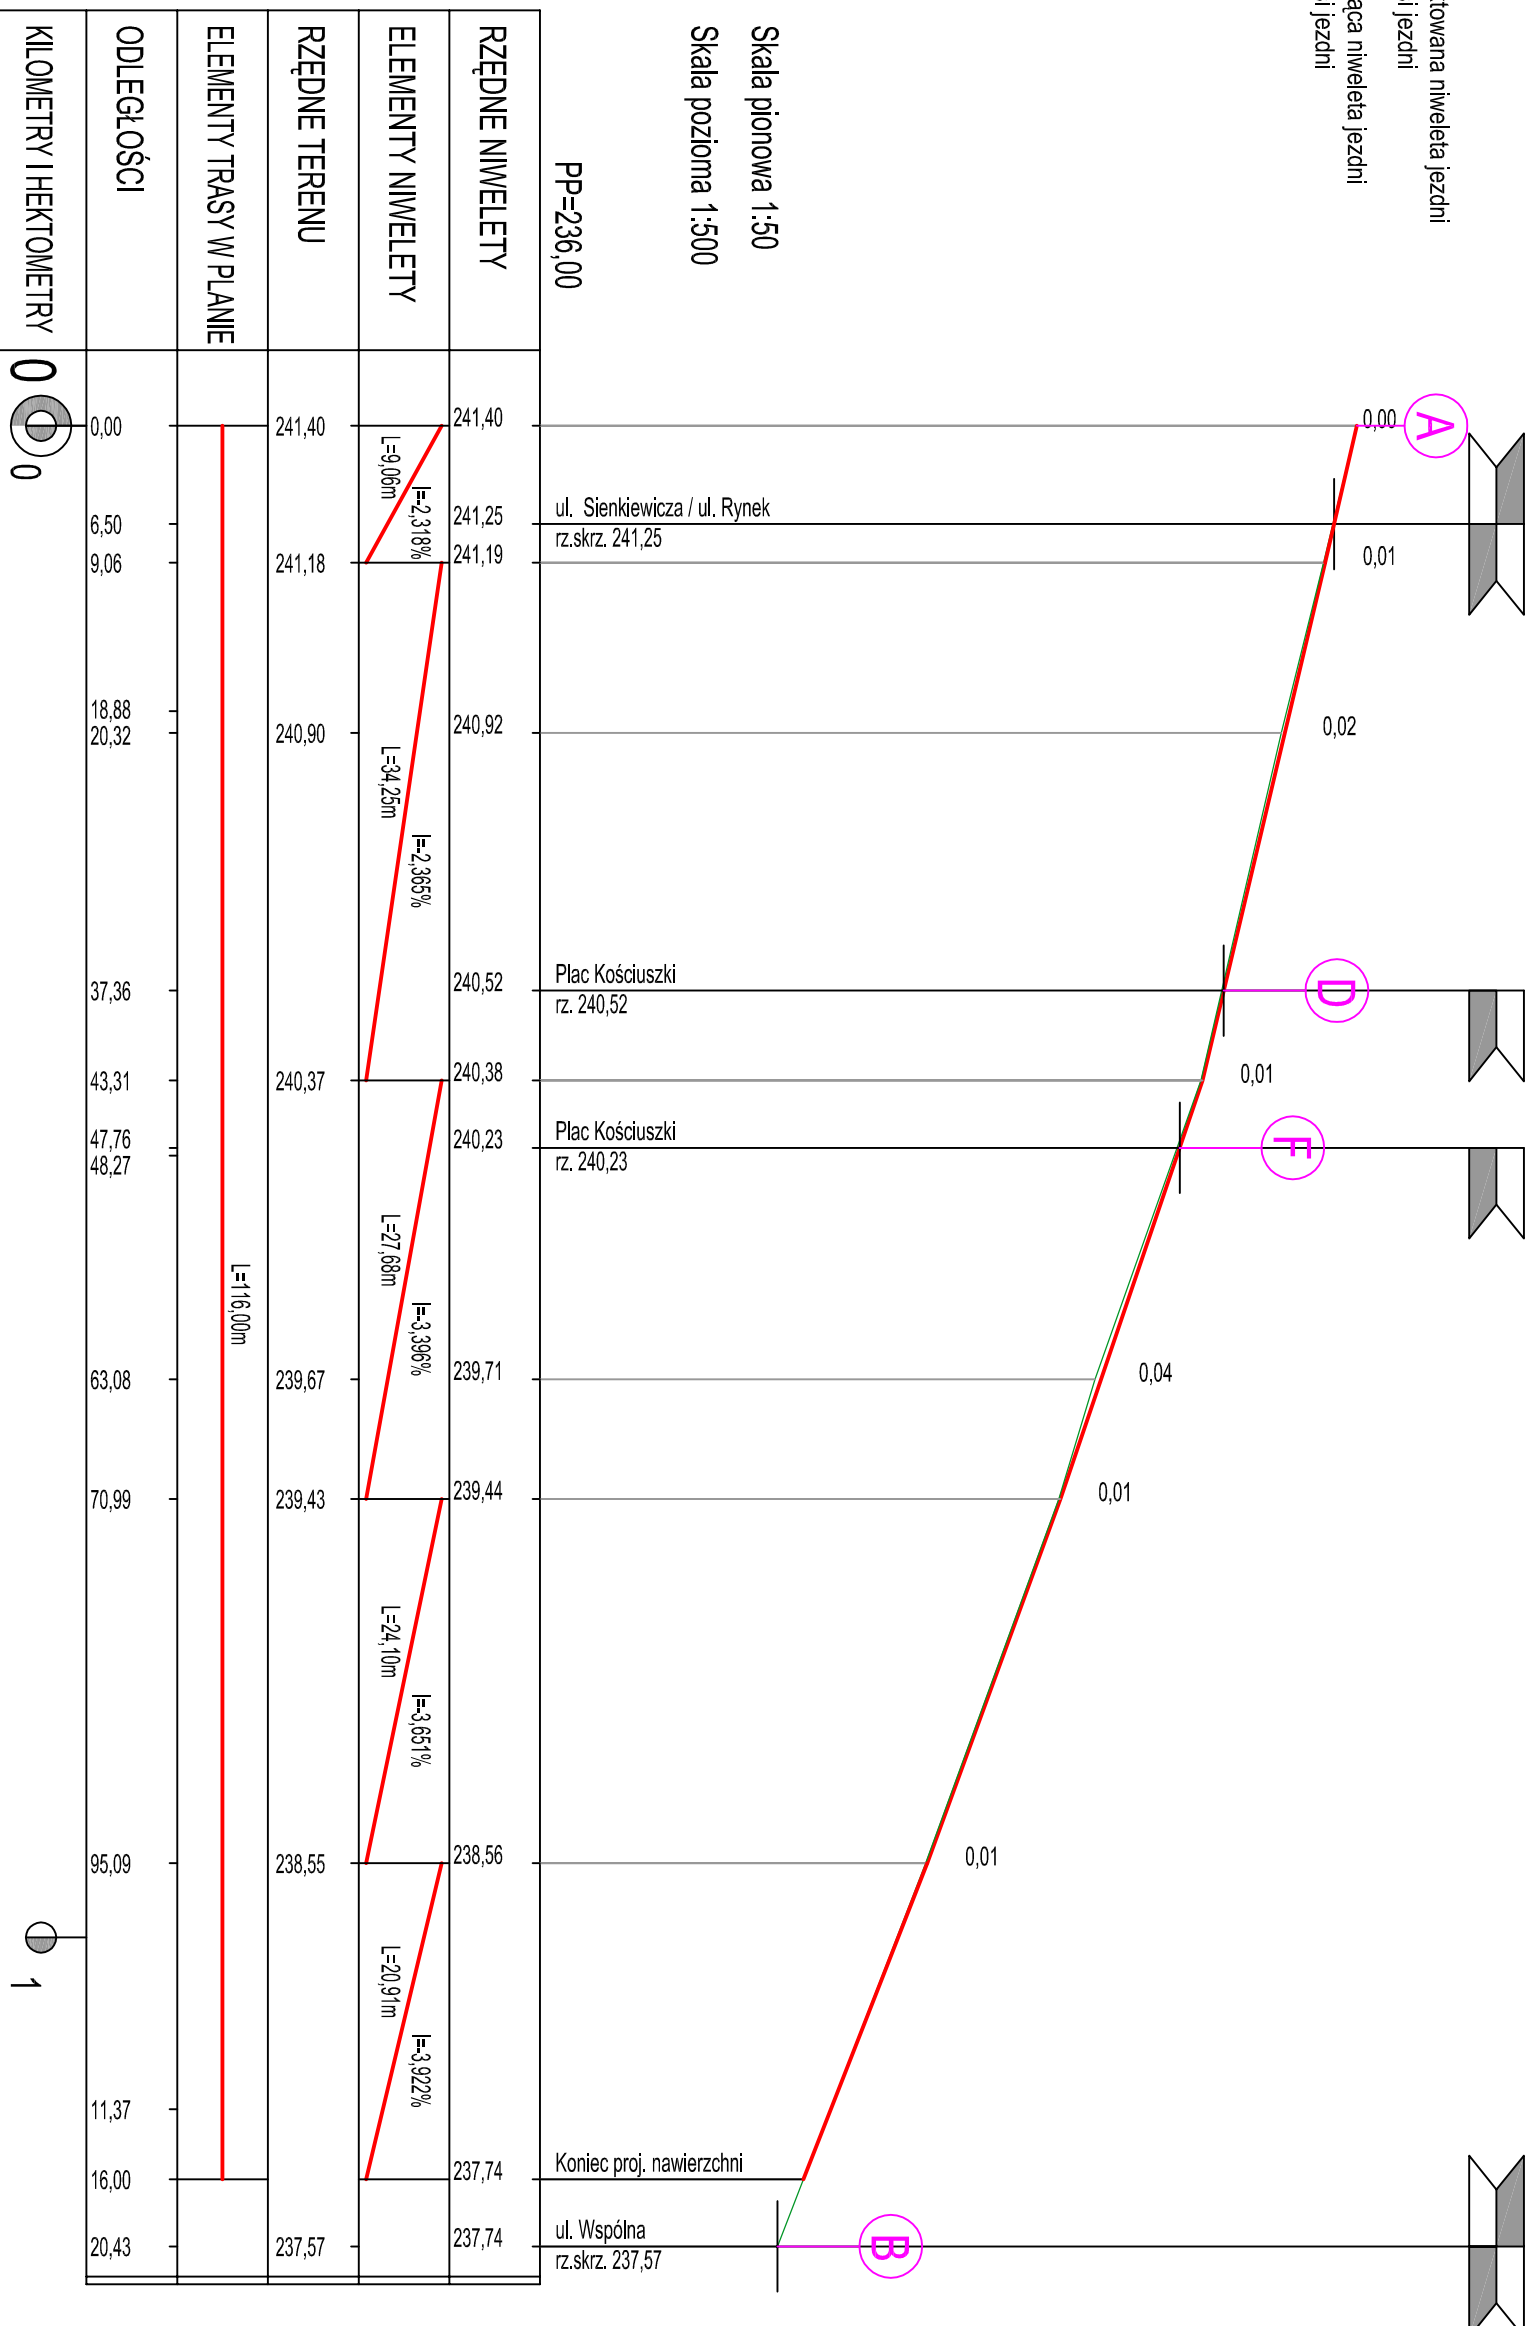 towana niweleta jezdni
i jezdni
ąca niweleta jezdni
i jezdni
Skala pionowa 1:50
Skala pozioma 1:500
PP=236,00
A
D
F
B
0,00
0,01
0,02
0,01
0,04
0,01
0,01
ul. Sienkiewicza / ul. Rynek
rz.skrz. 241,25
Plac Kościuszki
rz. 240,52
Plac Kościuszki
rz. 240,23
Koniec proj. nawierzchni
ul. Wspólna
rz.skrz. 237,57
RZĘDNE NIWELETY
241,40
241,25
241,19
240,92
240,52
240,38
240,23
239,71
239,44
238,56
237,74
237,74
ELEMENTY NIWELETY
L=9,06m
I=-2,318%
L=34,25m
I=-2,365%
L=27,68m
I=-3,396%
L=24,10m
I=-3,651%
L=20,91m
I=-3,922%
RZĘDNE TERENU
241,40
241,18
240,90
240,37
239,67
239,43
238,55
237,57
ELEMENTY TRASY W PLANIE
L=116,00m
ODLEGŁOŚCI
0,00
6,50
9,06
18,88
20,32
37,36
43,31
47,76
48,27
63,08
70,99
95,09
11,37
16,00
20,43
KILOMETRY I HEKTOMETRY
0
0
1